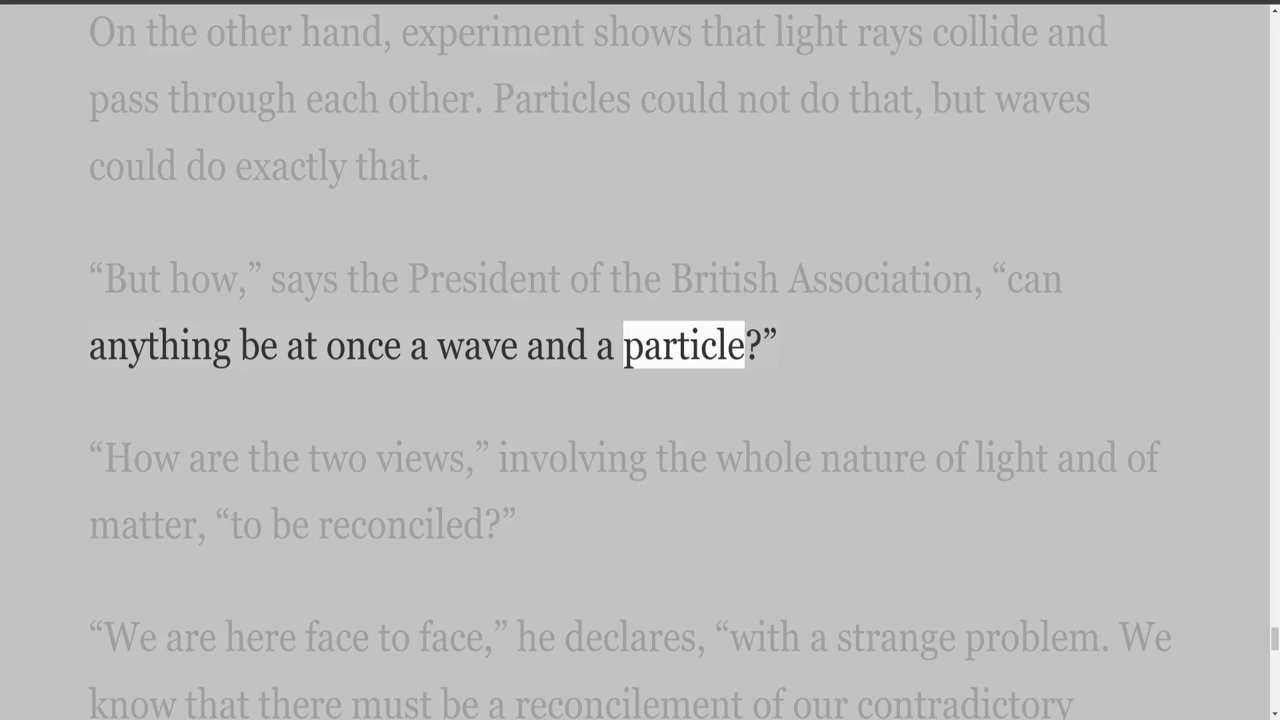 On the other hand, experiment shows that light rays collide and
pass through each other. Particles could not do that, but waves
could do exactly that.
“But how,” says the President of the British Association, “can
anything be at once a wave and a particle?”
“How are the two views,” involving the whole nature of light and of
matter, “to be reconciled?”
“We are here face to face,” he declares, “with a strange problem. We
know that there must be a reconcilement of our contradictory